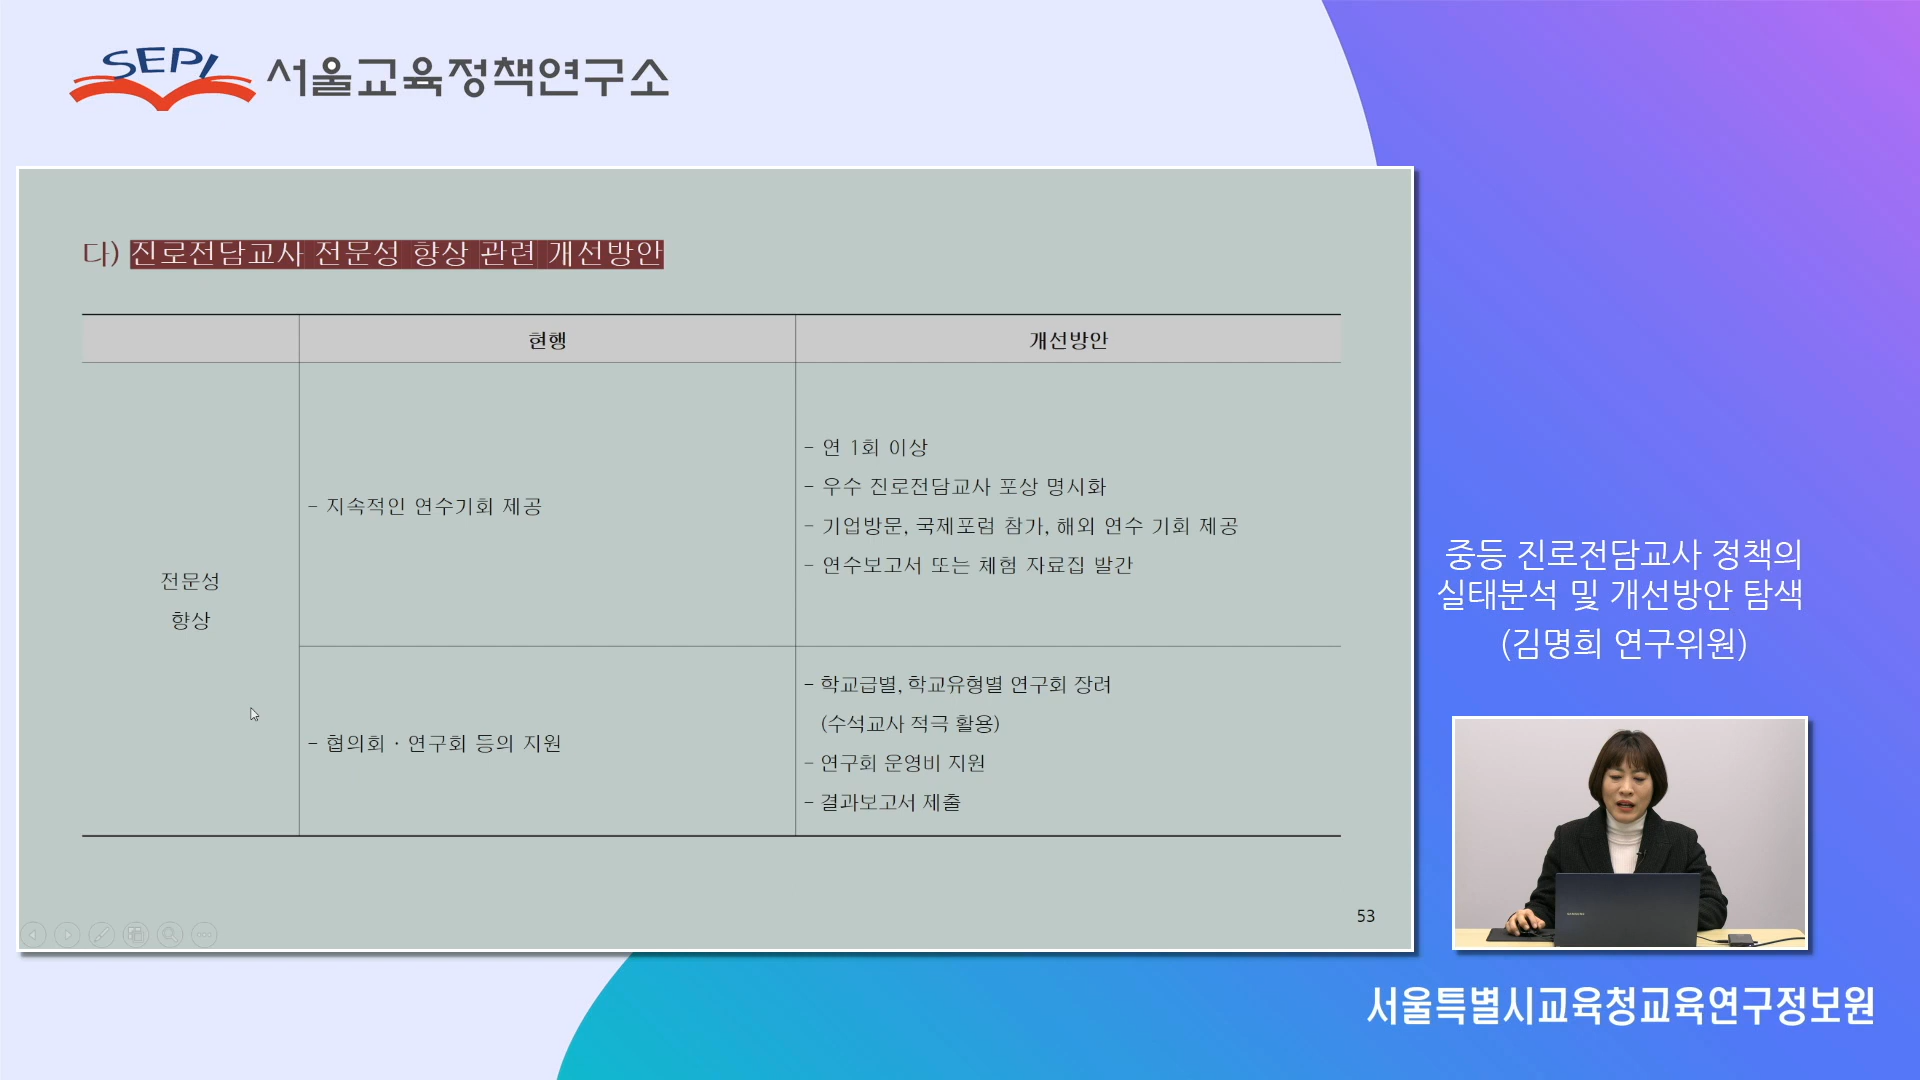 SEPI 서울교육정책연구소
다) 진로전담교사 전문성 향상 관련 개선방안
현행
개선방안
전문성
향상
- 지속적인 연수기회 제공
- 연 1회 이상
- 우수 진로전담교사 포상 명시화
- 기업방문, 국제포럼 참가, 해외 연수 기회 제공
- 연수보고서 또는 체험 자료집 발간
- 협의회 · 연구회 등의 지원
- 학교급별, 학교유형별 연구회 장려
(수석교사 적극 활용)
- 연구회 운영비 지원
- 결과보고서 제출
53
중등 진로전담교사 정책의
실태분석 및 개선방안 탐색
(김명희 연구위원)
SAMSUNG
서울특별시교육청교육연구정보원